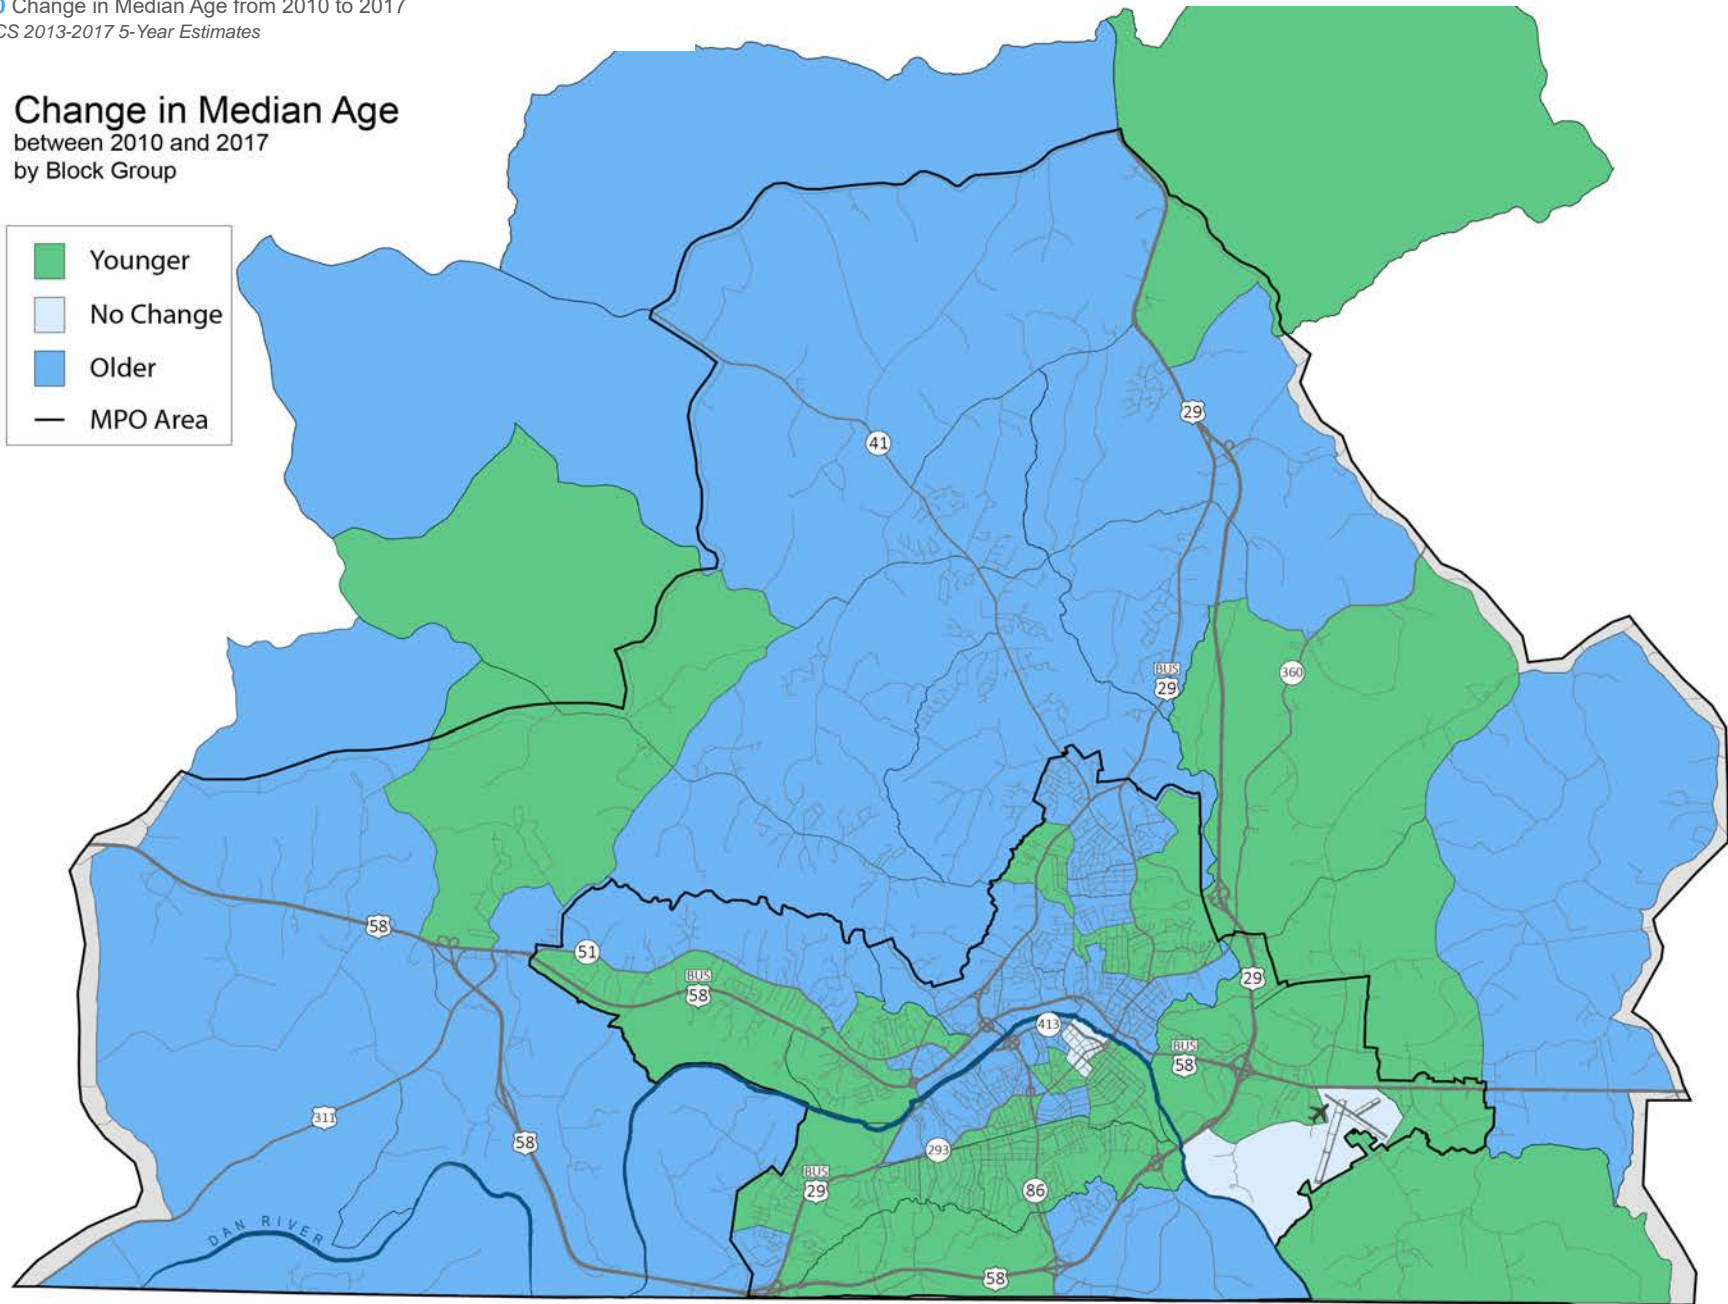 Change in Median Age from 2010 to 2017
CS 2013-2017 5-Year Estimates
Change in Median Age
between 2010 and 2017
by Block Group
Younger
No Change
Older
MPO Area
29
41
BUS
29
360
58
51
BUS
58
29
413
BUS
58
311
58
293
BUS
29
86
DAN RIVER
58